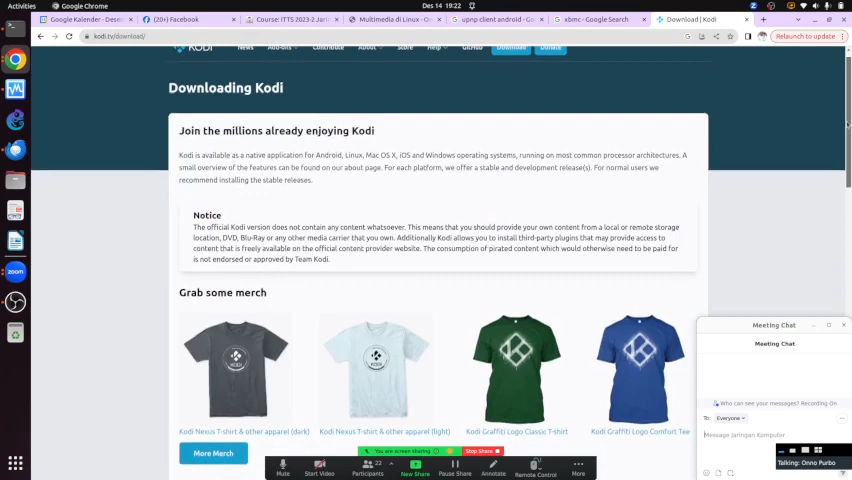 Activities
Google Chrome
Des 14 19:22
Google Kalender - Desem
(20+) Facebook
Course: ITTS 2023-2 Jarin
Multimedia di Linux - On
upnp client android - Go
xbmc - Google Search
Download | Kodi
kodi.tv/download/
Relaunch to update
KODI
News
Add-ons
Contribute
About
Store
Help
GitHub
Download
Donate
Downloading Kodi
Join the millions already enjoying Kodi
Kodi is available as a native application for Android, Linux, Mac OS X, iOS and Windows operating systems, running on most common processor architectures. A
small overview of the features can be found on our about page. For each platform, we offer a stable and development release(s). For normal users we
recommend installing the stable releases.
Notice
The official Kodi version does not contain any content whatsoever. This means that you should provide your own content from a local or remote storage
location, DVD, Blu-Ray or any other media carrier that you own. Additionally Kodi allows you to install third-party plugins that may provide access to
content that is freely available on the official content provider website. The consumption of pirated content which would otherwise need to be paid for
is not endorsed or approved by Team Kodi.
Grab some merch
Kodi Nexus T-shirt & other apparel (dark)
Kodi Nexus T-shirt & other apparel (light)
Kodi Graffiti Logo Classic T-shirt
Kodi Graffiti Logo Comfort Tee
More Merch
Meeting Chat
Meeting Chat
Who can see your messages? Recording On
To: Everyone
Message Jaringan Komputer
Talking: Onno Purbo
You are screen sharing
Stop Share
Mute
Start Video
Participants
22
New Share
Pause Share
Annotate
Remote Control
More